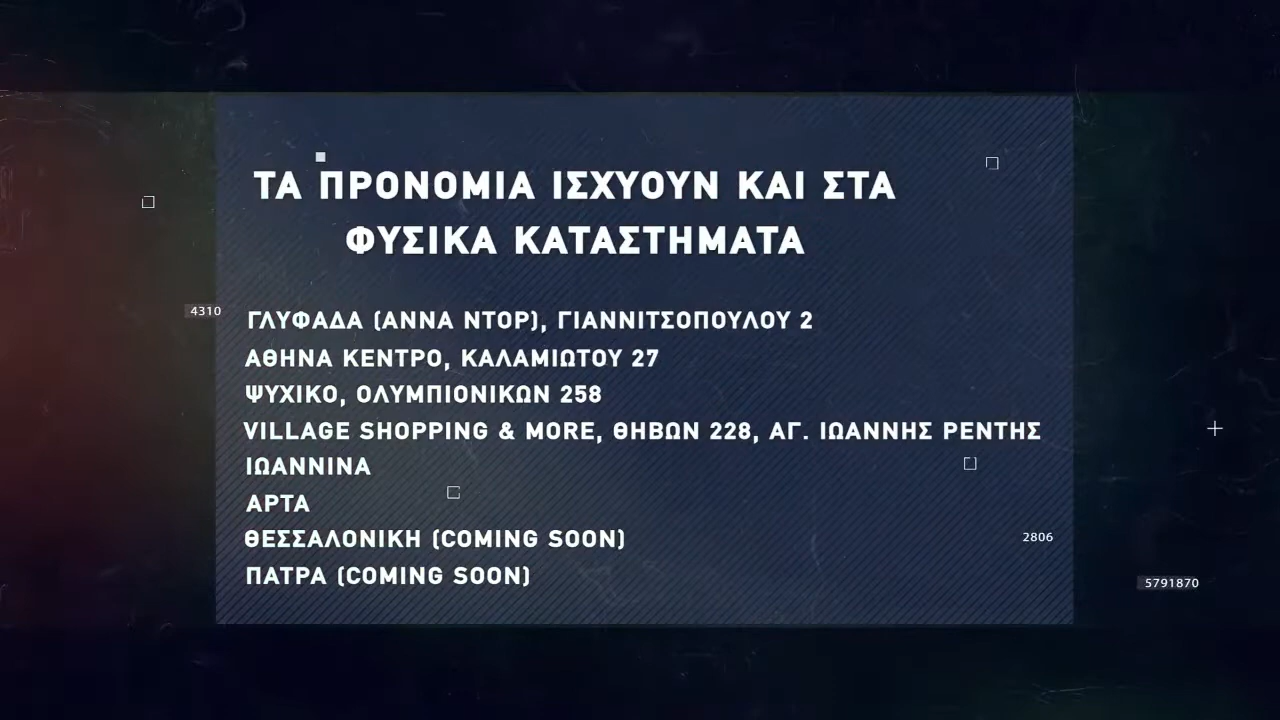 ΤΑ ΠΡΟΝΟΜΙΑ ΙΣΧΥΟΥΝ ΚΑΙ ΣΤΑ
ΦΥΣΙΚΑ ΚΑΤΑΣΤΗΜΑΤΑ
4310
ΓΛΥΦΑΔΑ (ΑΝΝΑ ΝΤΟΡ), ΓΙΑΝΝΙΤΣΟΠΟΥΛΟΥ 2
ΑΘΗΝΑ ΚΕΝΤΡΟ, ΚΑΛΑΜΙΩΤΟΥ 27
ΨΥΧΙΚΟ, ΟΛΥΜΠΙΟΝΙΚΩΝ 258
VILLAGE SHOPPING & MORE, ΘΗΒΩΝ 228, ΑΓ. ΙΩΑΝΝΗΣ ΡΕΝΤΗΣ
ΙΩΑΝΝΙΝΑ
ΑΡΤΑ
ΘΕΣΣΑΛΟΝΙΚΗ (COMING SOON)
2806
ΠΑΤΡΑ (COMING SOON)
5791870